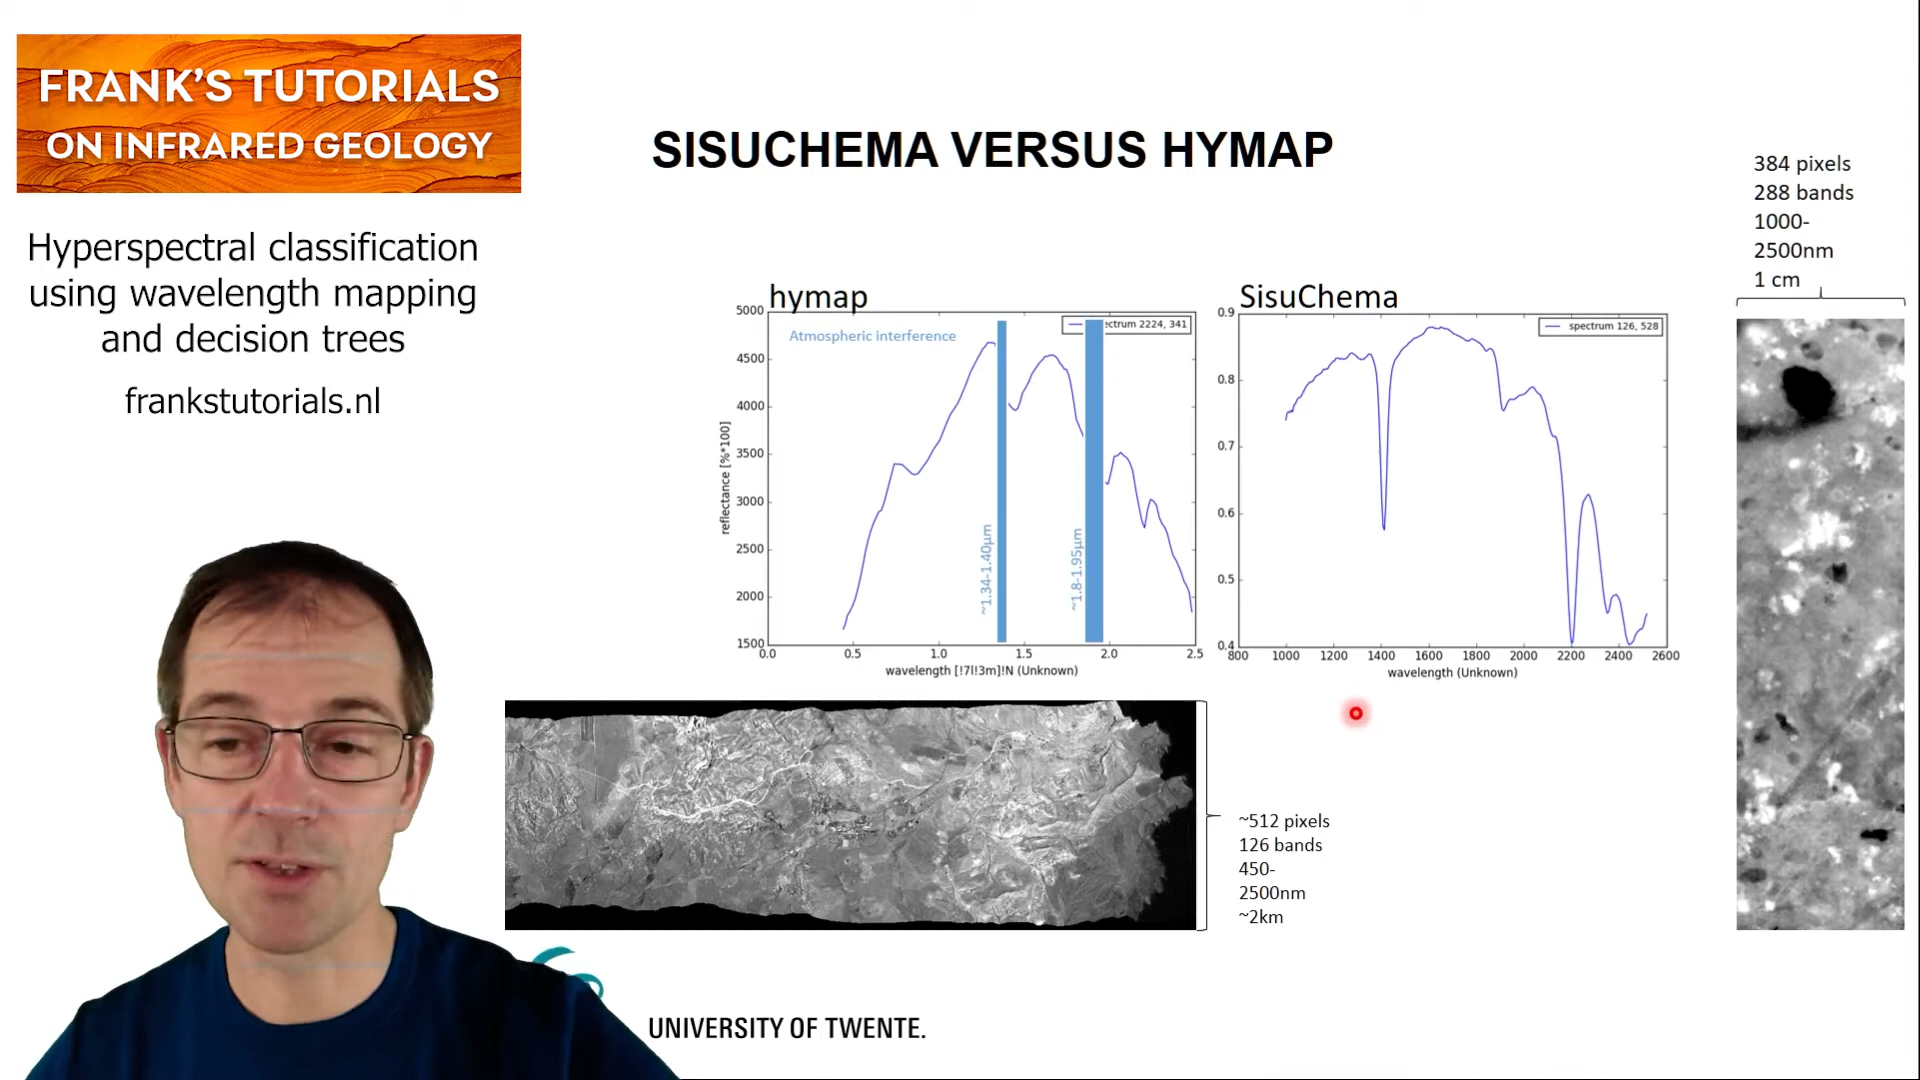 FRANK'S TUTORIALS
ON INFRARED GEOLOGY
Hyperspectral classification
using wavelength mapping
and decision trees
frankstutorials.nl
SISUCHEMA VERSUS HYMAP
384 pixels
288 bands
1000-
2500nm
1 cm
hymap
Atmospheric interference
ectrum 2224, 341
5000
4500
4000
3500
3000
2500
2000
1500
reflectance [%*100]
~1.34-1.40µm
~1.8-1.95µm
0.0 0.5 1.0 1.5 2.0 2.5
wavelength [!7l!3m]!N (Unknown)
SisuChema
spectrum 126, 528
0.9
0.8
0.7
0.6
0.5
0.4
800 1000 1200 1400 1600 1800 2000 2200 2400 2600
wavelength (Unknown)
~512 pixels
126 bands
450-
2500nm
~2km
UNIVERSITY OF TWENTE.